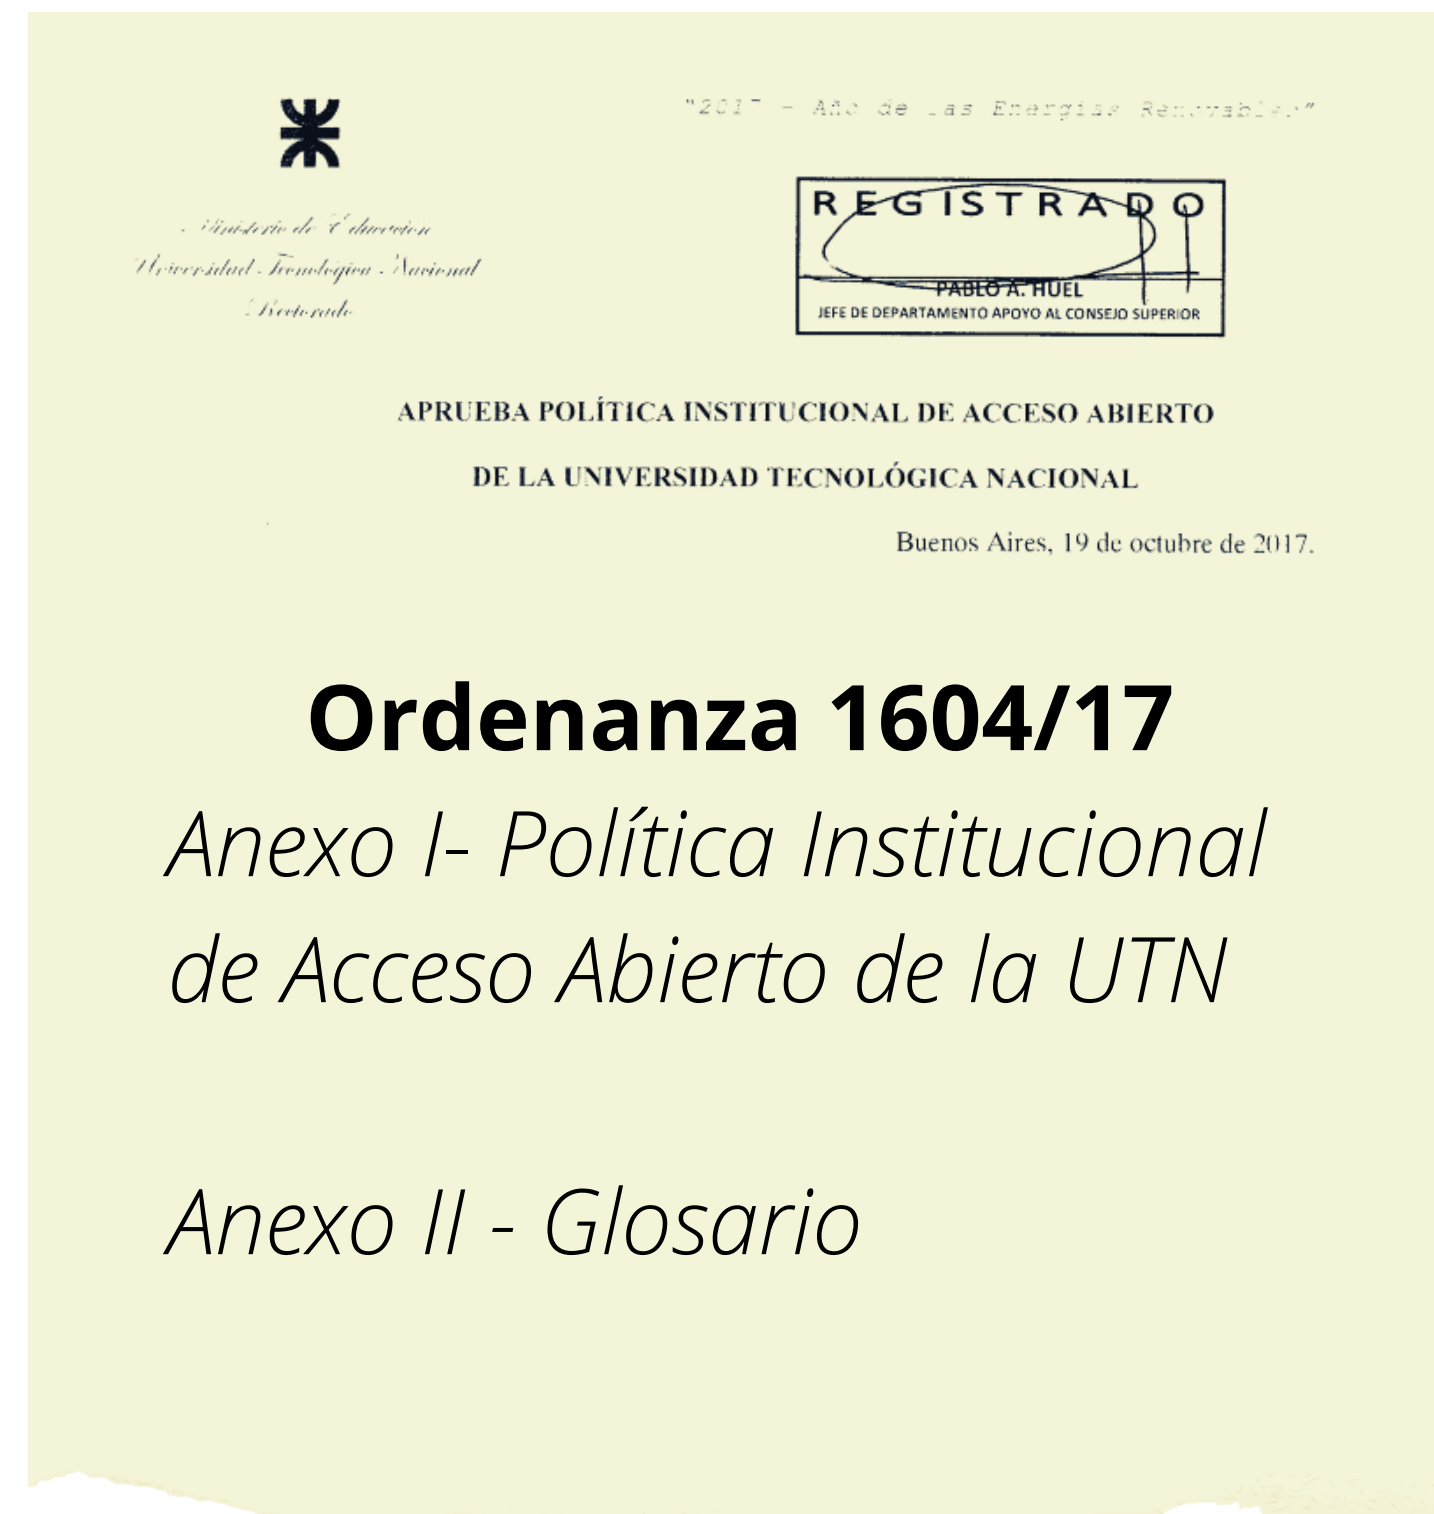 "2017 - Año de las Energías Renovables"
Ministerio de Educación
Universidad Tecnológica Nacional
Rectorado
REGISTRADO
PABLO A. HUEL
JEFE DE DEPARTAMENTO APOYO AL CONSEJO SUPERIOR
APRUEBA POLÍTICA INSTITUCIONAL DE ACCESO ABIERTO
DE LA UNIVERSIDAD TECNOLÓGICA NACIONAL
Buenos Aires, 19 de octubre de 2017.
Ordenanza 1604/17
Anexo I- Política Institucional
de Acceso Abierto de la UTN
Anexo II - Glosario